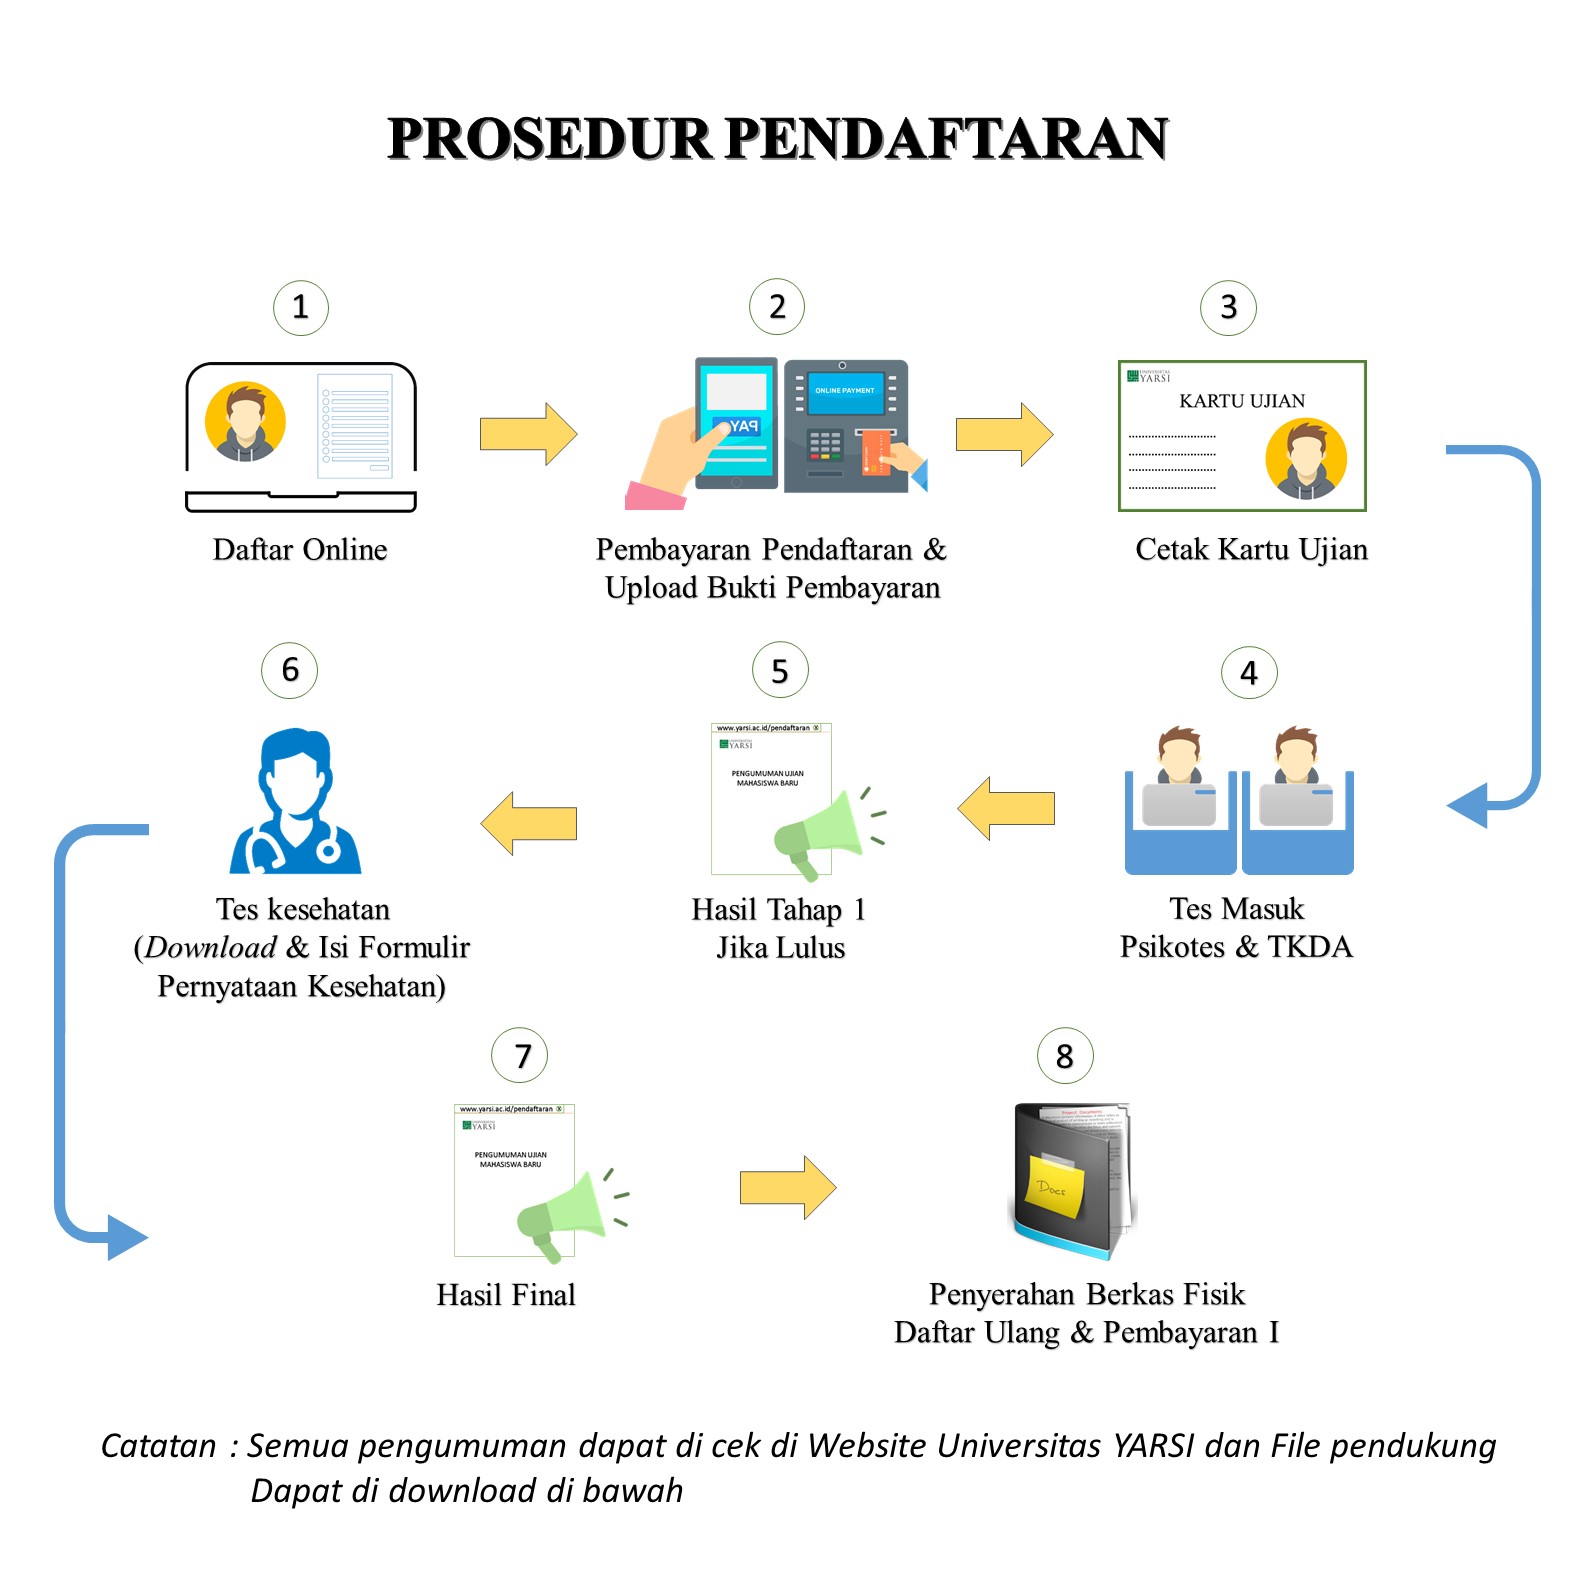 PROSEDUR PENDAFTARAN
1
2
3
ONLINE PAYMENT
PAY
UNIVERSITAS
YARSI
KARTU UJIAN
Daftar Online
Pembayaran Pendaftaran &
Upload Bukti Pembayaran
Cetak Kartu Ujian
6
5
4
www.yarsi.ac.id/pendaftaran
UNIVERSITAS
YARSI
PENGUMUMAN UJIAN
MAHASISWA BARU
Tes kesehatan
(Download & Isi Formulir
Pernyataan Kesehatan)
Hasil Tahap 1
Jika Lulus
Tes Masuk
Psikotes & TKDA
7
8
www.yarsi.ac.id/pendaftaran
UNIVERSITAS
YARSI
PENGUMUMAN UJIAN
MAHASISWA BARU
Project Documents
Docs
Hasil Final
Penyerahan Berkas Fisik
Daftar Ulang & Pembayaran I
Catatan : Semua pengumuman dapat di cek di Website Universitas YARSI dan File pendukung
Dapat di download di bawah